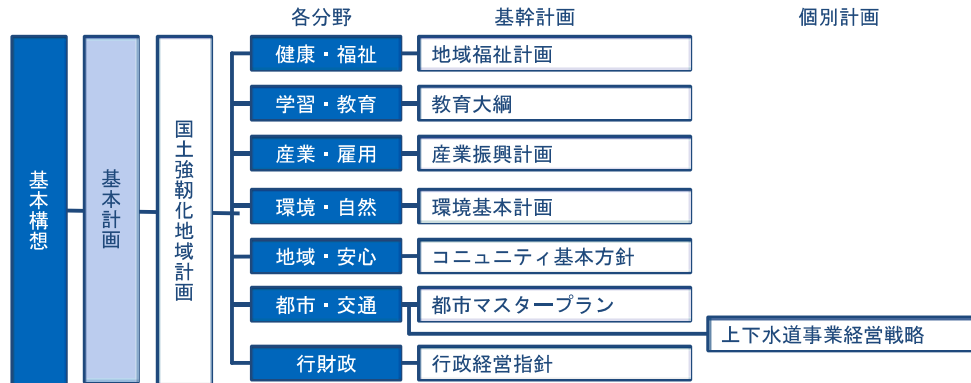 各分野
基幹計画
個別計画
基本構想
基本計画
国土強靭化地域計画
健康・福祉
地域福祉計画
学習・教育
教育大綱
産業・雇用
産業振興計画
環境・自然
環境基本計画
地域・安心
コニュニティ基本方針
都市・交通
都市マスタープラン
上下水道事業経営戦略
行財政
行政経営指針